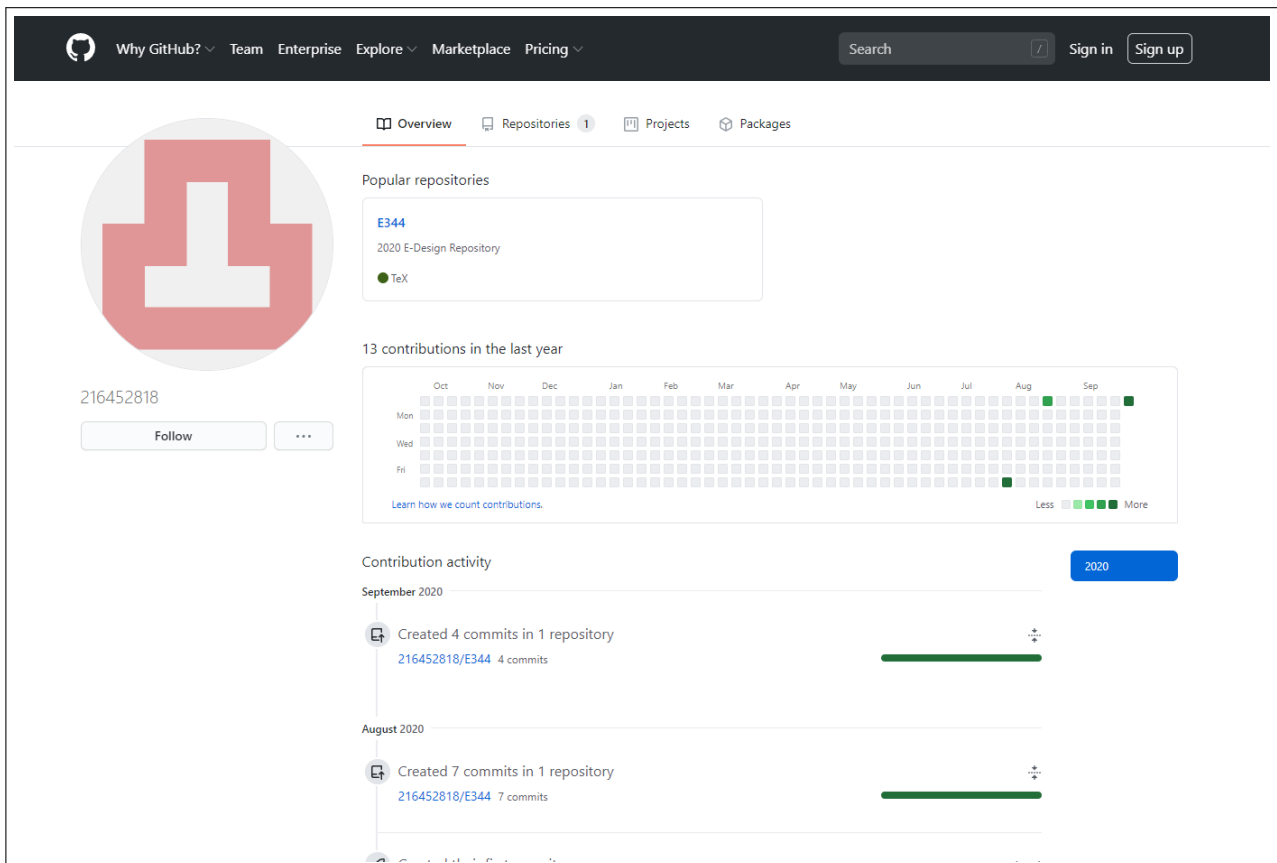 Why GitHub? Team Enterprise Explore Marketplace Pricing Search / Sign in Sign up
Overview Repositories 1 Projects Packages
Popular repositories
E344
2020 E-Design Repository
TeX
13 contributions in the last year
Oct Nov Dec Jan Feb Mar Apr May Jun Jul Aug Sep
Mon
Wed
Fri
Learn how we count contributions. Less More
216452818
Follow ...
Contribution activity
2020
September 2020
Created 4 commits in 1 repository
216452818/E344 4 commits
August 2020
Created 7 commits in 1 repository
216452818/E344 7 commits